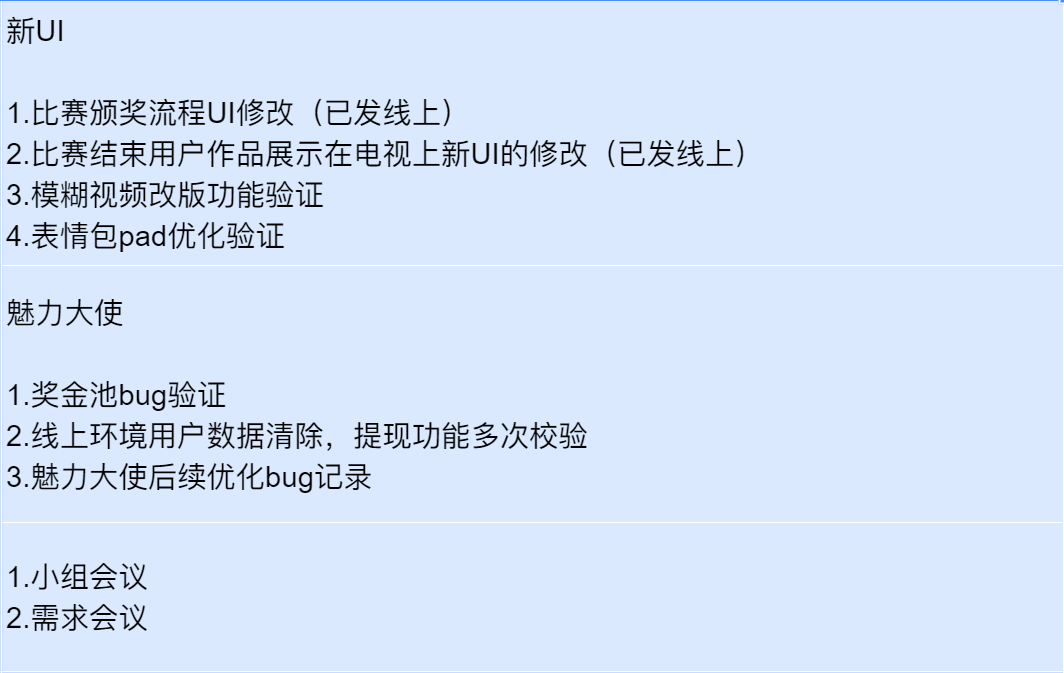 新UI
1.比赛颁奖流程UI修改（已发线上）
2.比赛结束用户作品展示在电视上新UI的修改（已发线上）
3.模糊视频改版功能验证
4.表情包pad优化验证
魅力大使
1.奖金池bug验证
2.线上环境用户数据清除，提现功能多次校验
3.魅力大使后续优化bug记录
1.小组会议
2.需求会议